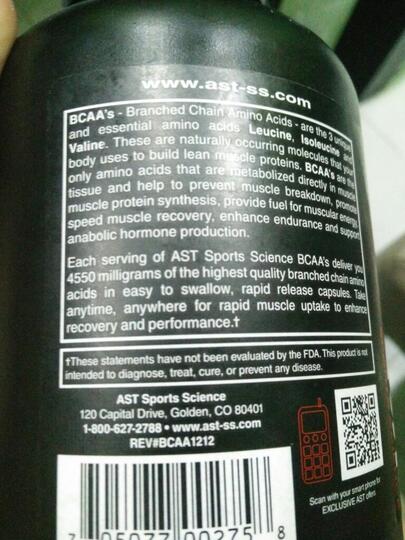 www.ast-ss.com
BCAA's - Branched Chain Amino Acids - are the 3 unique
and essential amino acids Leucine, Isoleucine and
Valine. These are naturally occurring molecules that your
body uses to build lean muscle proteins. BCAA's are the
only amino acids that are metabolized directly in muscle
tissue and help to prevent muscle breakdown, promote
muscle protein synthesis, provide fuel for muscular energy,
speed muscle recovery, enhance endurance and support
anabolic hormone production.
Each serving of AST Sports Science BCAA's deliver you
4550 milligrams of the highest quality branched chain amino
acids in easy to swallow, rapid release capsules. Take
anytime, anywhere for rapid muscle uptake to enhance
recovery and performance.†
†These statements have not been evaluated by the FDA. This product is not
intended to diagnose, treat, cure, or prevent any disease.
AST Sports Science
120 Capital Drive, Golden, CO 80401
1-800-627-2788 • www.ast-ss.com
REV#BCAA1212
Scan with your smart phone for
EXCLUSIVE AST offers
7 05077 00275 8